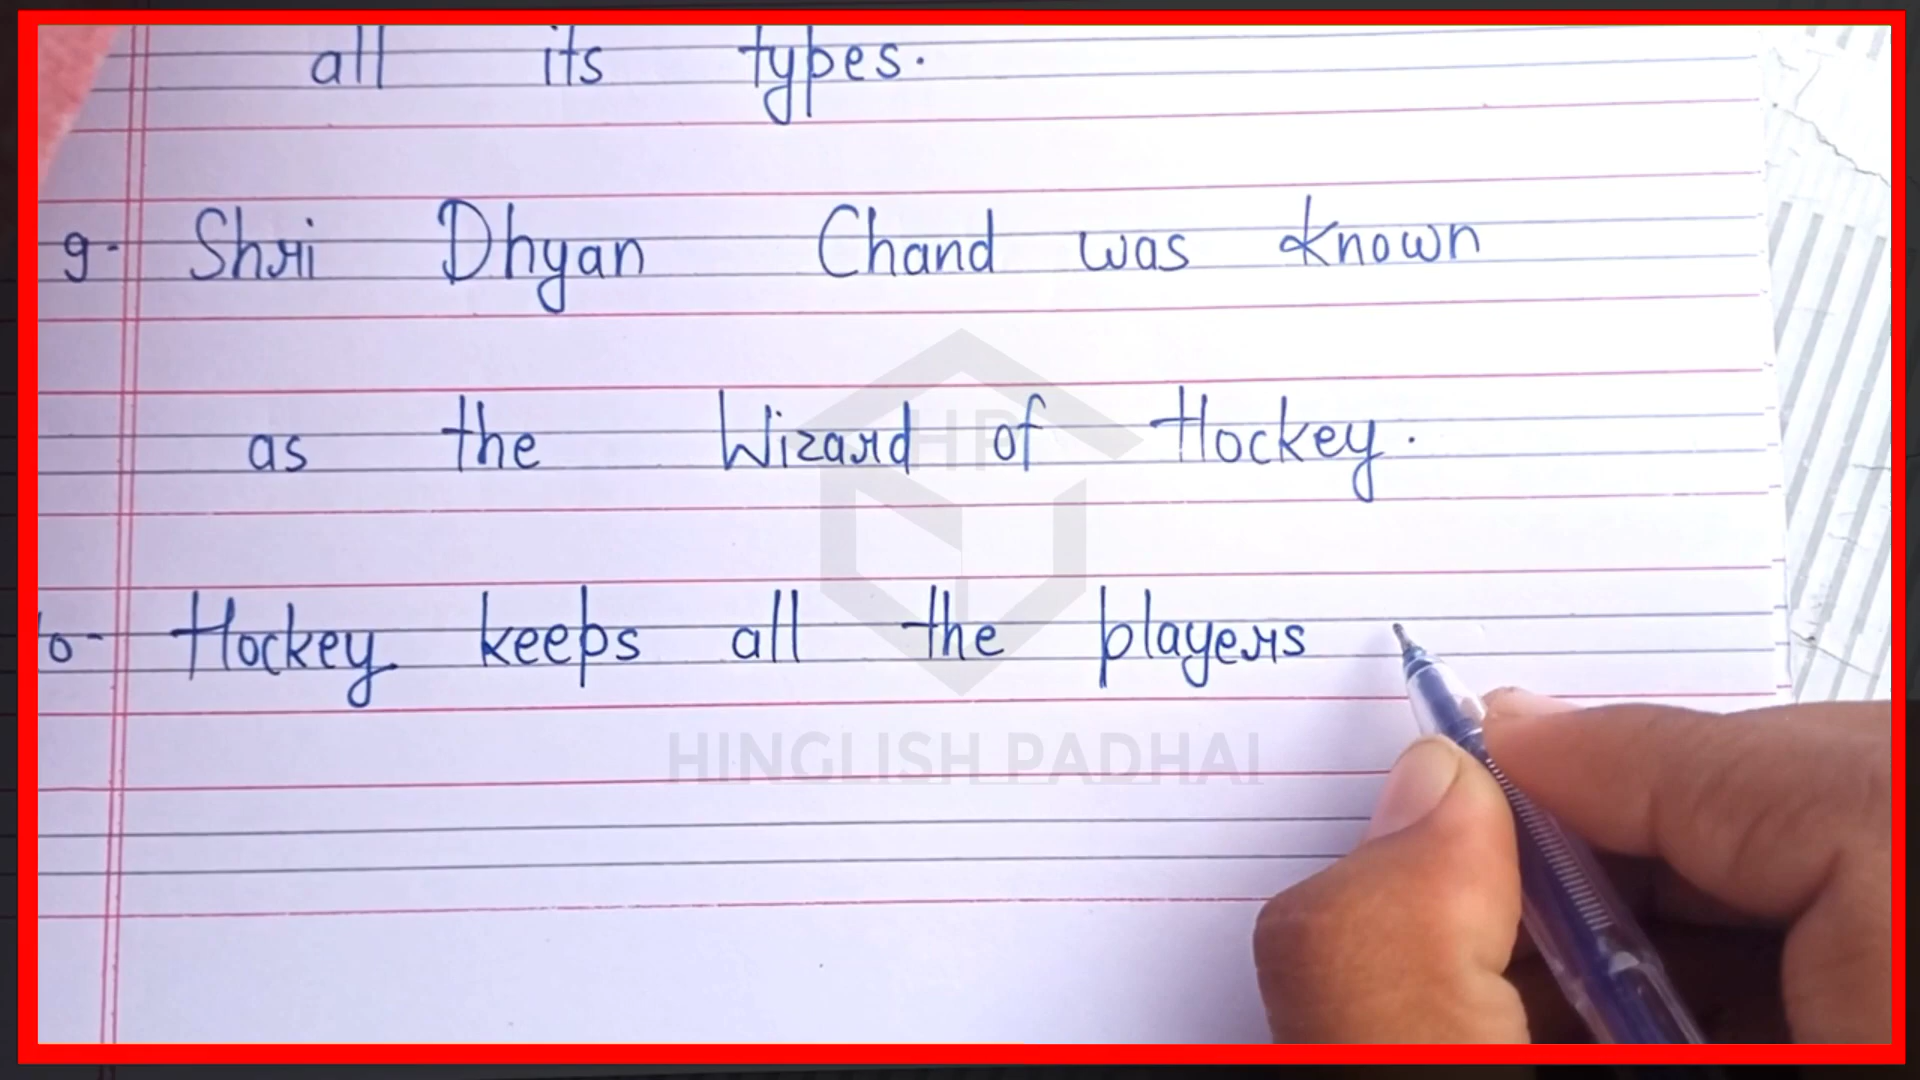 all its types.
9- Shri Dhyan Chand was known
as the Wizard of Hockey.
10- Hockey keeps all the players
HP
HINGLISH PADHAI